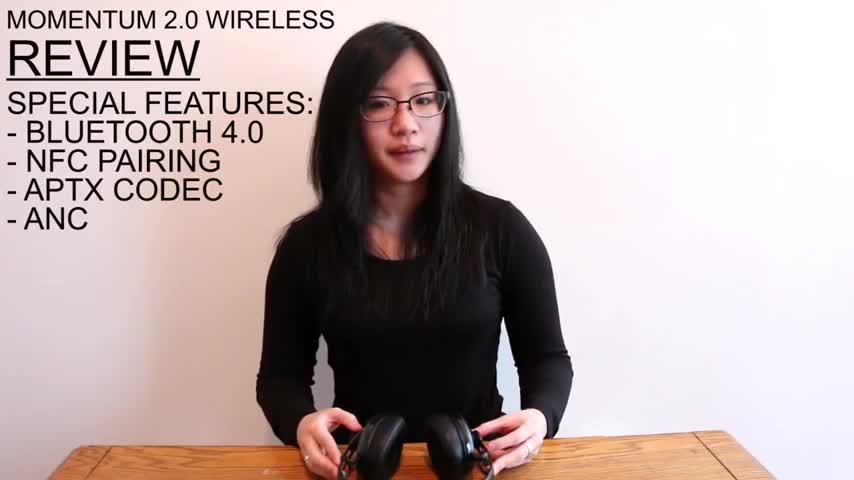 MOMENTUM 2.0 WIRELESS
REVIEW
SPECIAL FEATURES:
- BLUETOOTH 4.0
- NFC PAIRING
- APTX CODEC
- ANC